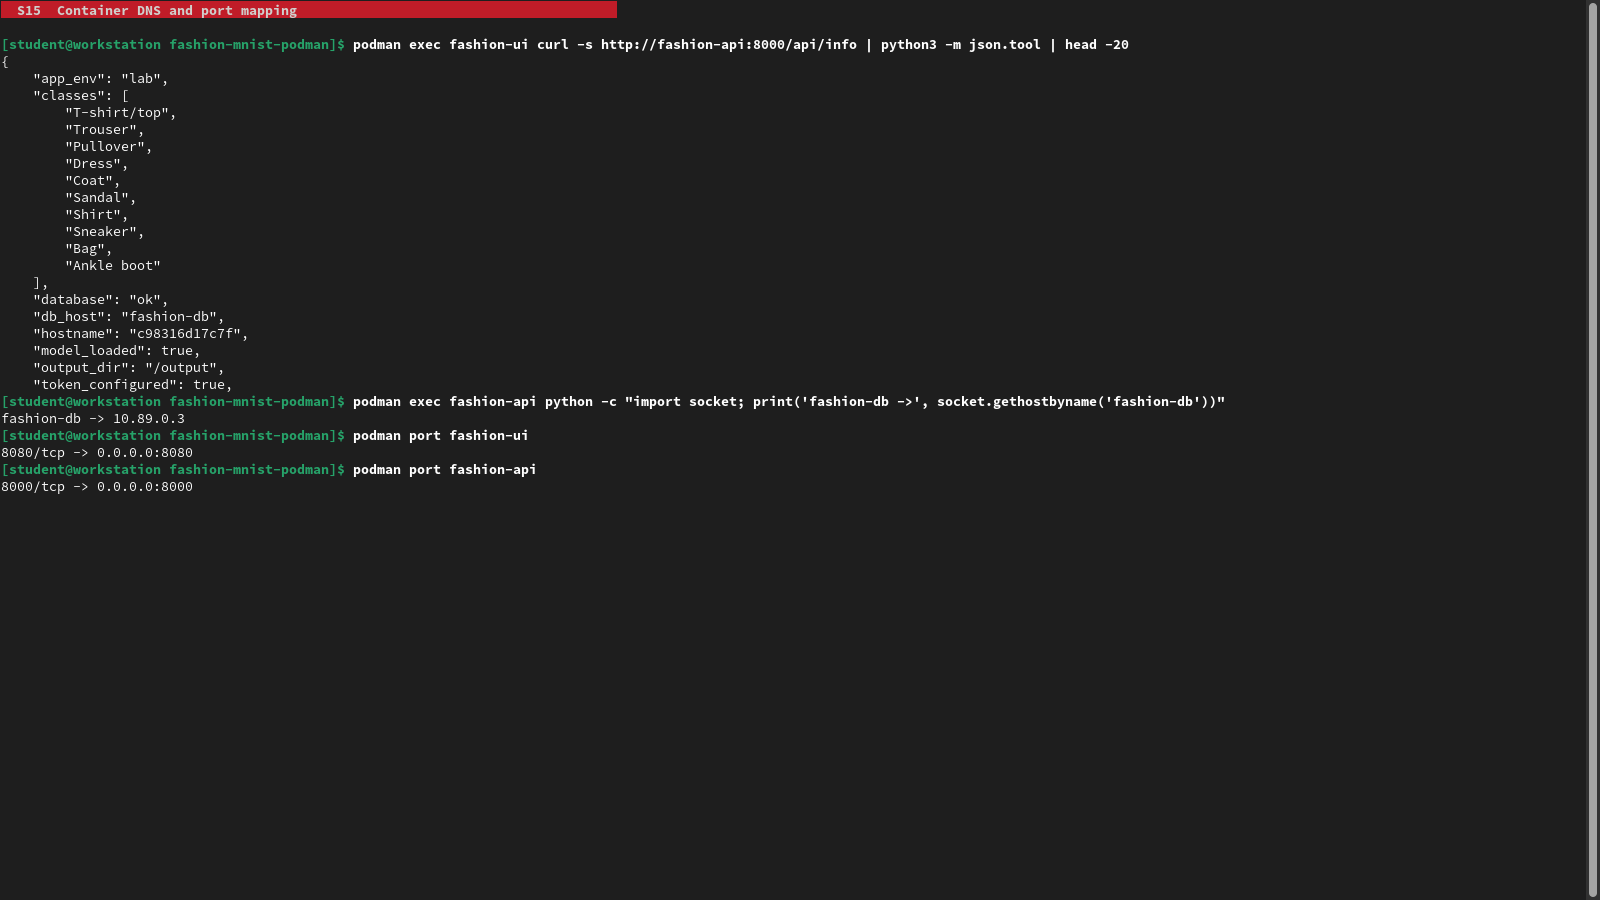 S15  Container DNS and port mapping
[student@workstation fashion-mnist-podman]$ podman exec fashion-ui curl -s http://fashion-api:8000/api/info | python3 -m json.tool | head -20
{
    "app_env": "lab",
    "classes": [
        "T-shirt/top",
        "Trouser",
        "Pullover",
        "Dress",
        "Coat",
        "Sandal",
        "Shirt",
        "Sneaker",
        "Bag",
        "Ankle boot"
    ],
    "database": "ok",
    "db_host": "fashion-db",
    "hostname": "c98316d17c7f",
    "model_loaded": true,
    "output_dir": "/output",
    "token_configured": true,
[student@workstation fashion-mnist-podman]$ podman exec fashion-api python -c "import socket; print('fashion-db ->', socket.gethostbyname('fashion-db'))"
fashion-db -> 10.89.0.3
[student@workstation fashion-mnist-podman]$ podman port fashion-ui
8080/tcp -> 0.0.0.0:8080
[student@workstation fashion-mnist-podman]$ podman port fashion-api
8000/tcp -> 0.0.0.0:8000